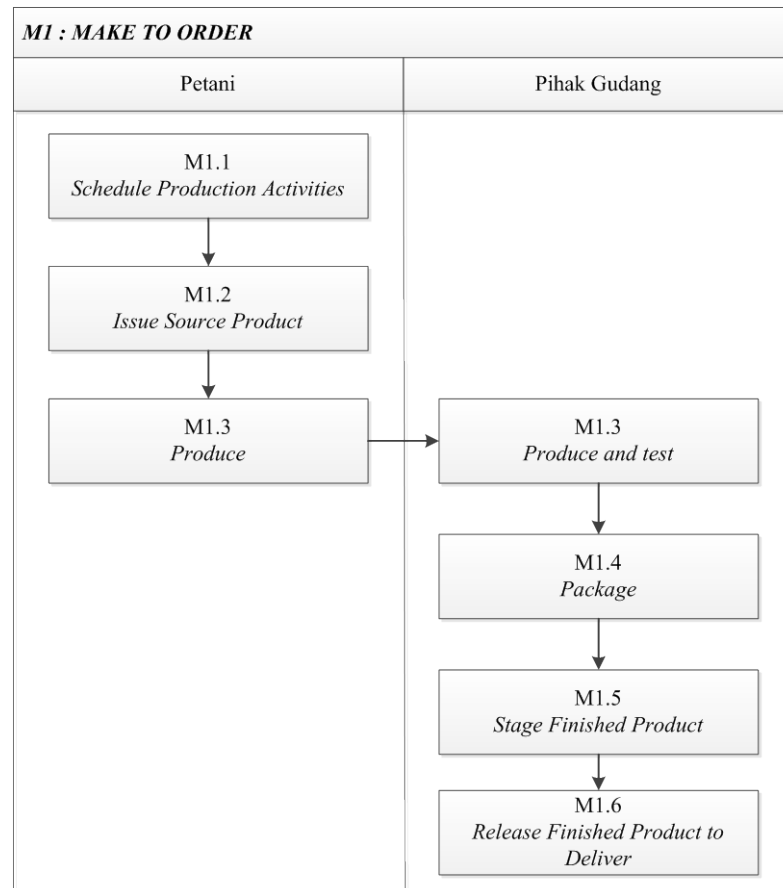 M1 : MAKE TO ORDER
Petani
Pihak Gudang
M1.1
Schedule Production Activities
M1.2
Issue Source Product
M1.3
Produce
M1.3
Produce and test
M1.4
Package
M1.5
Stage Finished Product
M1.6
Release Finished Product to
Deliver